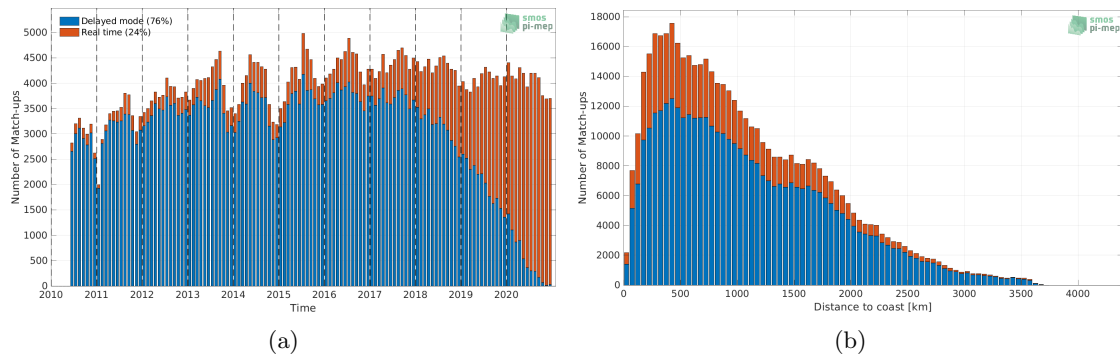 Delayed mode (76%)
Real time (24%)
smos
pi-mep
Number of Match-ups
5000
4500
4000
3500
3000
2500
2000
1500
1000
500
0
2010 2011 2012 2013 2014 2015 2016 2017 2018 2019 2020
Time
(a)
smos
pi-mep
Number of Match-ups
18000
16000
14000
12000
10000
8000
6000
4000
2000
0
0 500 1000 1500 2000 2500 3000 3500 4000
Distance to coast [km]
(b)